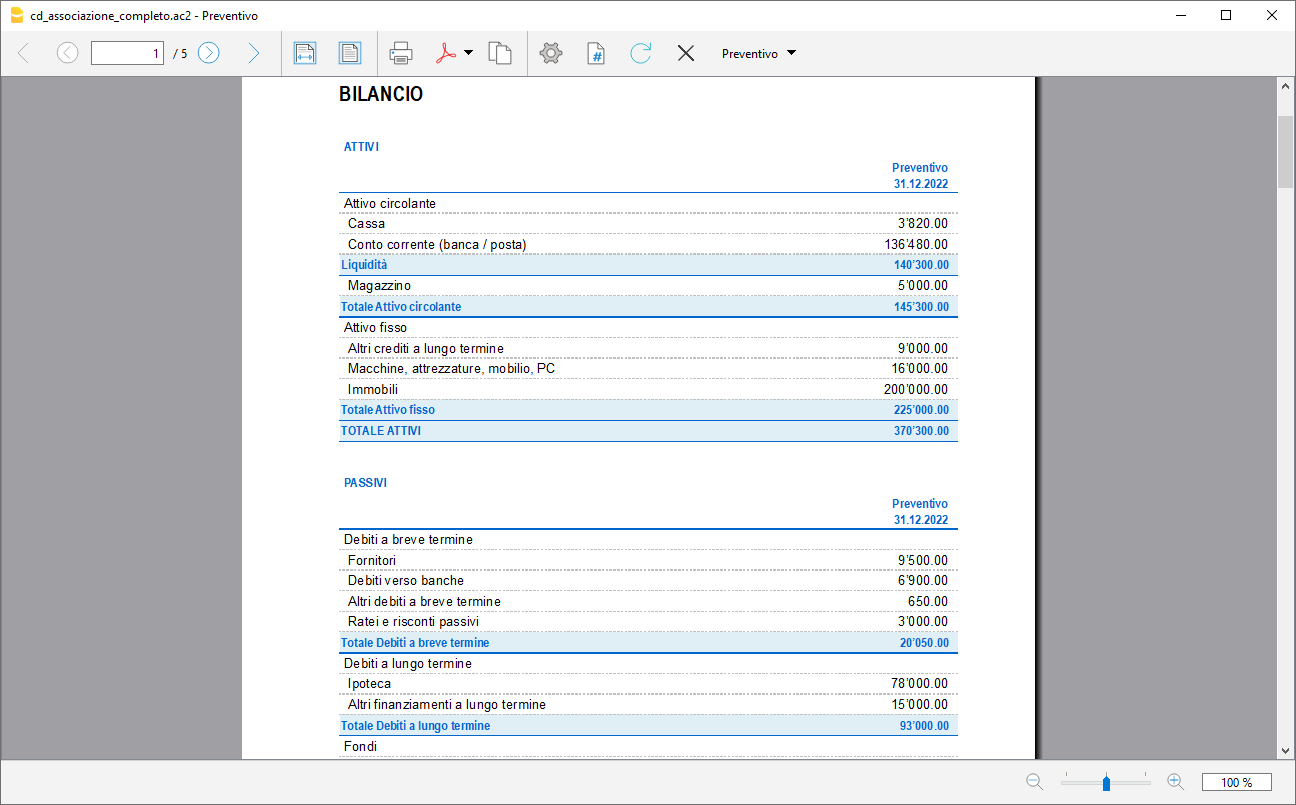 cd_associazione_completo.ac2 - Preventivo
1 / 5 Preventivo
BILANCIO
ATTIVI
Preventivo
31.12.2022
Attivo circolante
Cassa 3'820.00
Conto corrente (banca / posta) 136'480.00
Liquidità 140'300.00
Magazzino 5'000.00
Totale Attivo circolante 145'300.00
Attivo fisso
Altri crediti a lungo termine 9'000.00
Macchine, attrezzature, mobilio, PC 16'000.00
Immobili 200'000.00
Totale Attivo fisso 225'000.00
TOTALE ATTIVI 370'300.00
PASSIVI
Preventivo
31.12.2022
Debiti a breve termine
Fornitori 9'500.00
Debiti verso banche 6'900.00
Altri debiti a breve termine 650.00
Ratei e risconti passivi 3'000.00
Totale Debiti a breve termine 20'050.00
Debiti a lungo termine
Ipoteca 78'000.00
Altri finanziamenti a lungo termine 15'000.00
Totale Debiti a lungo termine 93'000.00
Fondi
100 %